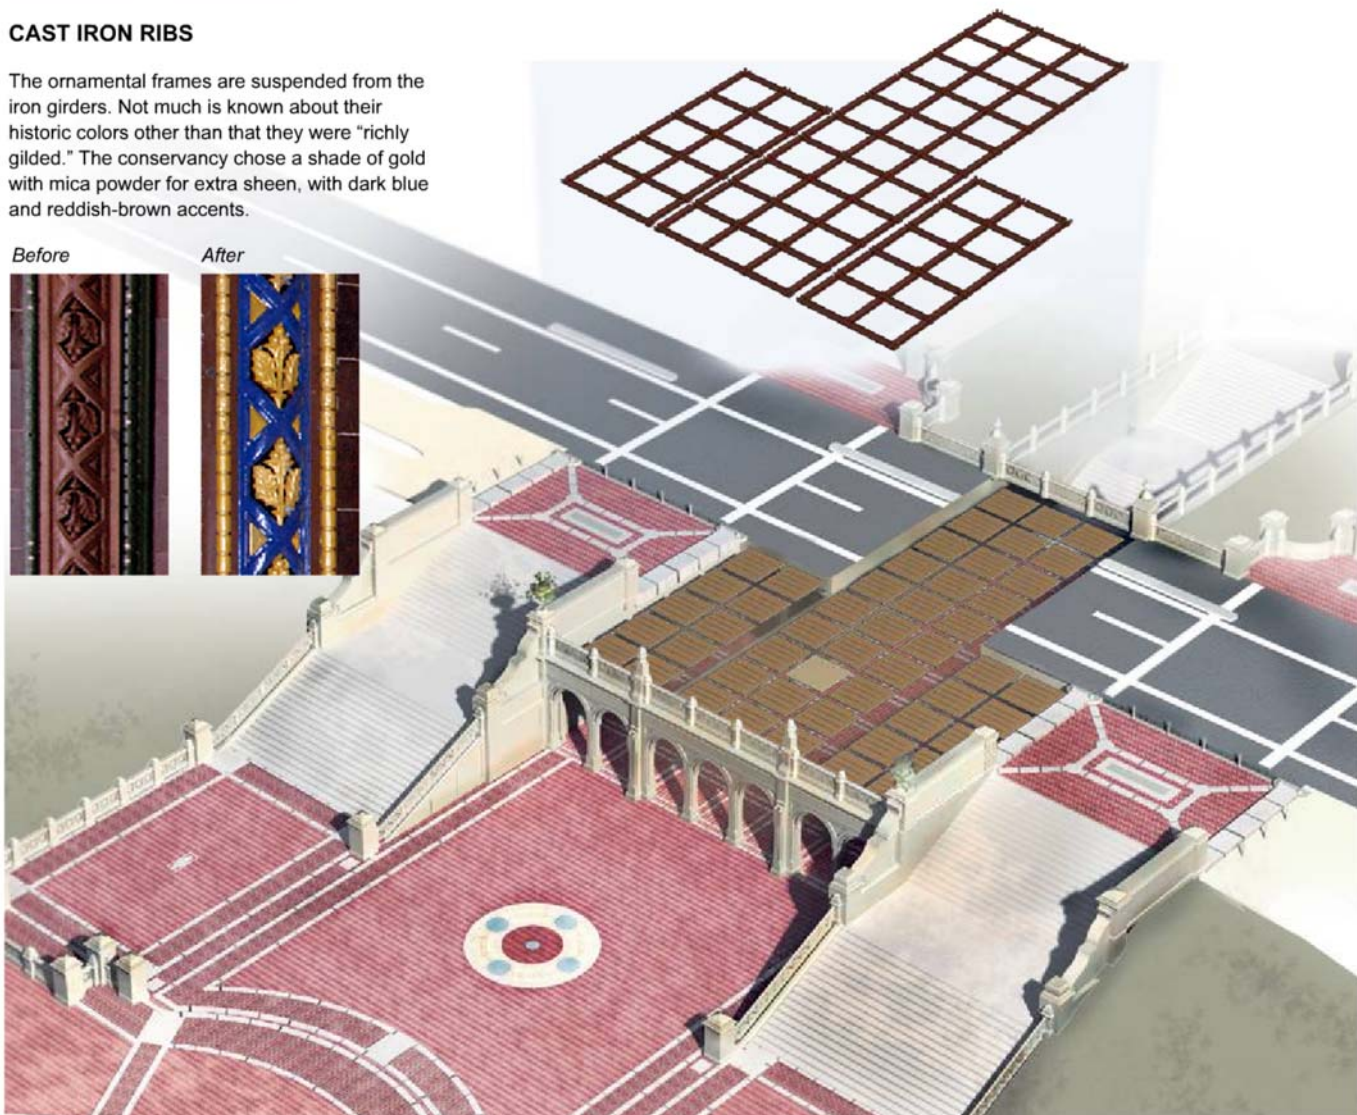 CAST IRON RIBS
The ornamental frames are suspended from the
iron girders. Not much is known about their
historic colors other than that they were “richly
gilded.” The conservancy chose a shade of gold
with mica powder for extra sheen, with dark blue
and reddish-brown accents.
Before
After